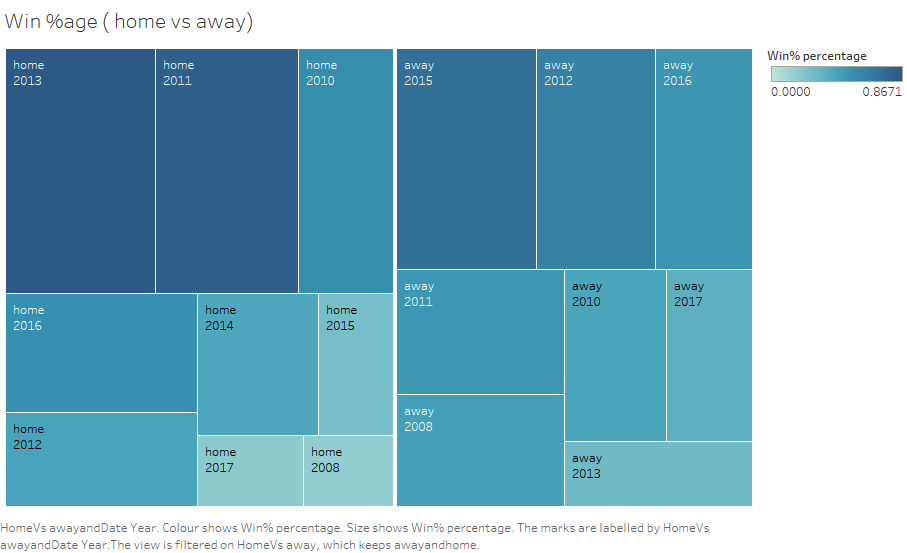 Win %age ( home vs away)
home
2013
home
2011
home
2010
away
2015
away
2012
away
2016
Win% percentage
0.0000 0.8671
home
2016
home
2014
home
2015
away
2011
away
2010
away
2017
home
2012
home
2017
home
2008
away
2008
away
2013
HomeVs awayandDate Year. Colour shows Win% percentage. Size shows Win% percentage. The marks are labelled by HomeVs
awayandDate Year.The view is filtered on HomeVs away, which keeps awayandhome.